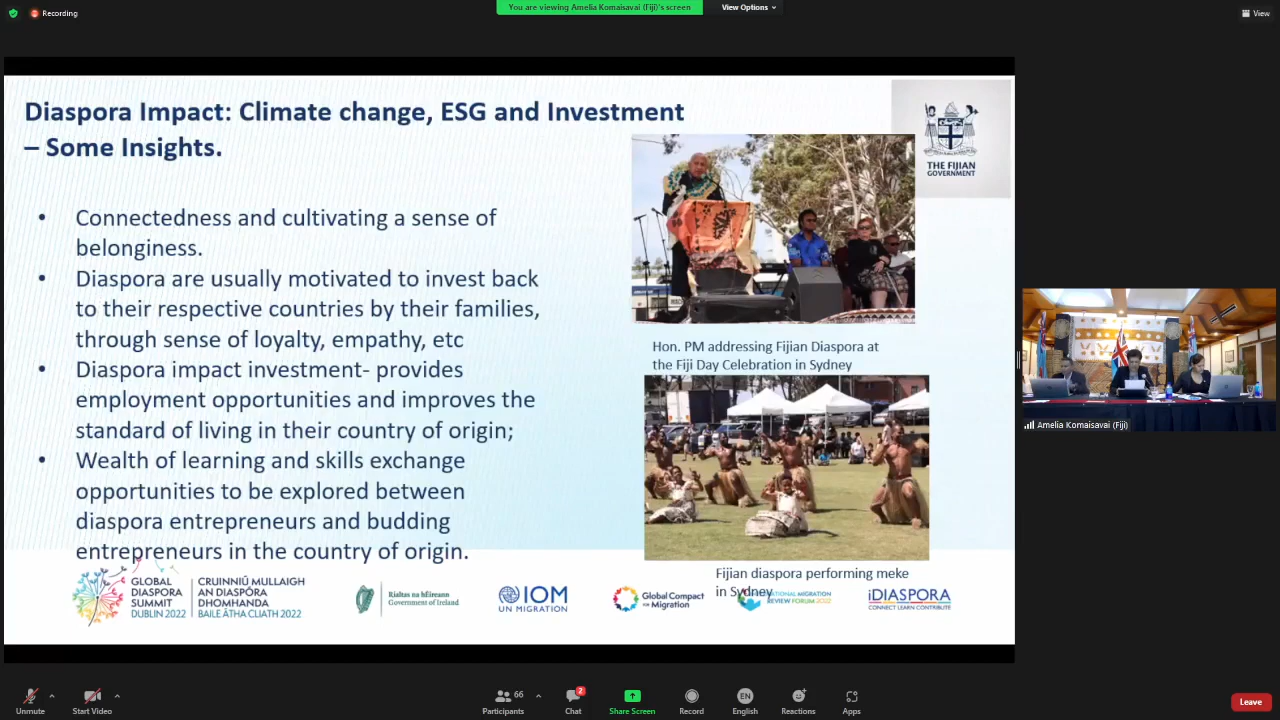 Recording
You are viewing Amelia Komaisavai (Fiji)'s screen
View Options
View
Diaspora Impact: Climate change, ESG and Investment
– Some Insights.
THE FIJIAN
GOVERNMENT
• Connectedness and cultivating a sense of
belonginess.
• Diaspora are usually motivated to invest back
to their respective countries by their families,
through sense of loyalty, empathy, etc
• Diaspora impact investment- provides
employment opportunities and improves the
standard of living in their country of origin;
• Wealth of learning and skills exchange
opportunities to be explored between
diaspora entrepreneurs and budding
entrepreneurs in the country of origin.
Hon. PM addressing Fijian Diaspora at
the Fiji Day Celebration in Sydney
Fijian diaspora performing meke
in Sydney
Amelia Komaisavai (Fiji)
GLOBAL
DIASPORA
SUMMIT
DUBLIN 2022
CRUINNIÚ MULLAIGH
AN DIASPÓRA
DHOMHANDA
BAILE ÁTHA CLIATH 2022
Rialtas na hÉireann
Government of Ireland
IOM
UN MIGRATION
Global Compact
for Migration
MIGRATION
REVIEW FORUM 2022
iDIASPORA
CONNECT LEARN CONTRIBUTE
Unmute
Start Video
66
Participants
2
Chat
Share Screen
Record
EN
English
Reactions
Apps
Leave